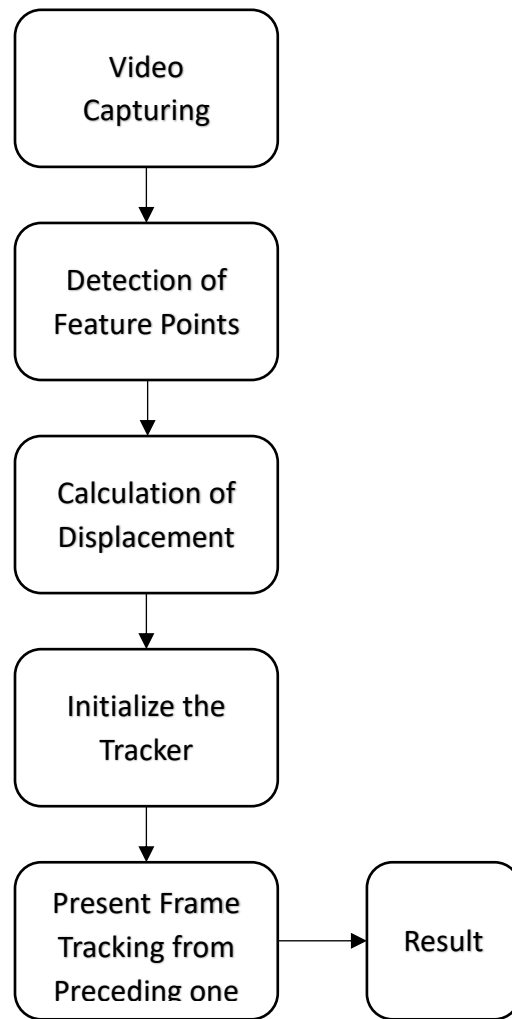 Video
Capturing
Detection of
Feature Points
Calculation of
Displacement
Initialize the
Tracker
Present Frame
Tracking from
Preceding one
Result